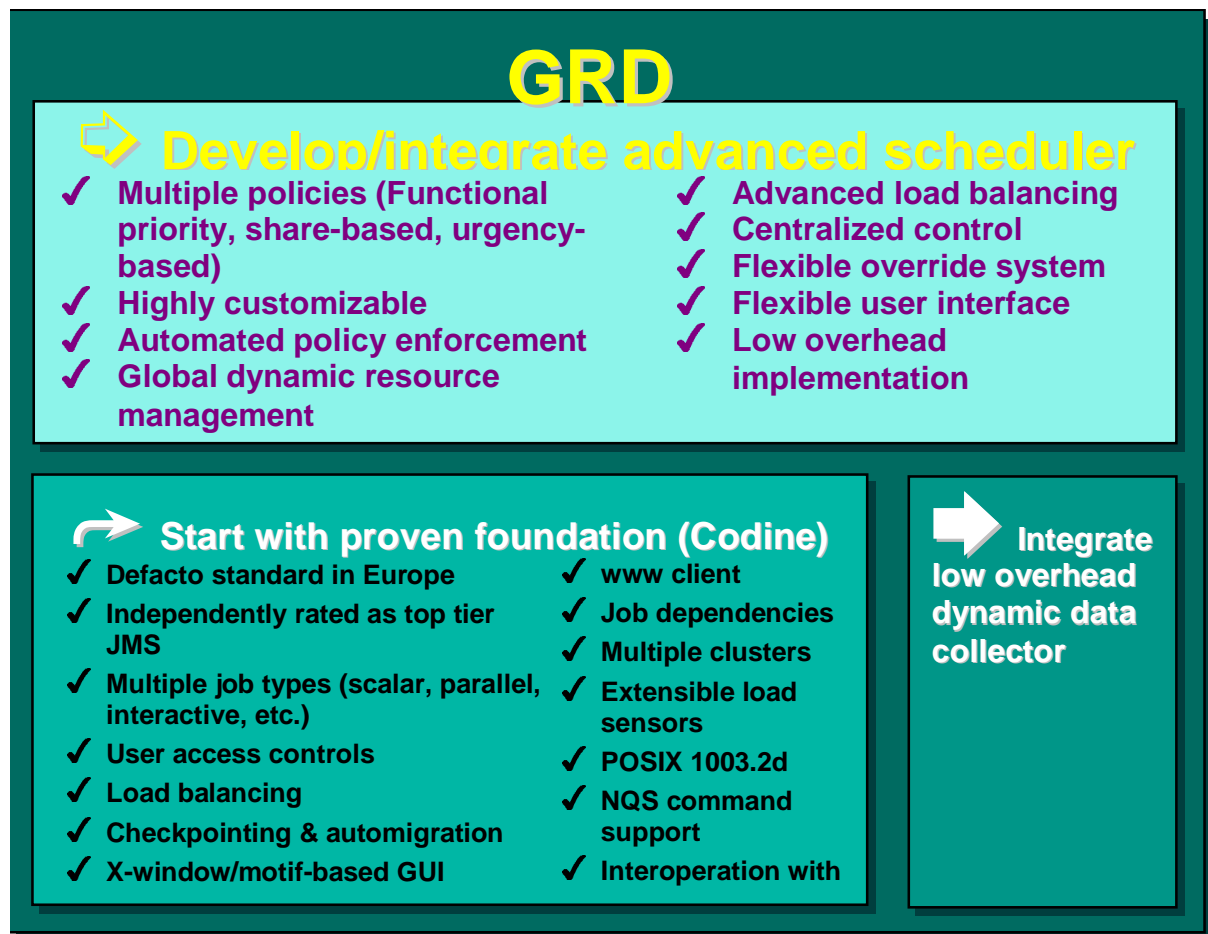 GRD
Develop/integrate advanced scheduler
Multiple policies (Functional
priority, share-based, urgency-
based)
Highly customizable
Automated policy enforcement
Global dynamic resource
management
Advanced load balancing
Centralized control
Flexible override system
Flexible user interface
Low overhead
implementation
Start with proven foundation (Codine)
Defacto standard in Europe
Independently rated as top tier
JMS
Multiple job types (scalar, parallel,
interactive, etc.)
User access controls
Load balancing
Checkpointing & automigration
X-window/motif-based GUI
www client
Job dependencies
Multiple clusters
Extensible load
sensors
POSIX 1003.2d
NQS command
support
Interoperation with
Integrate
low overhead
dynamic data
collector